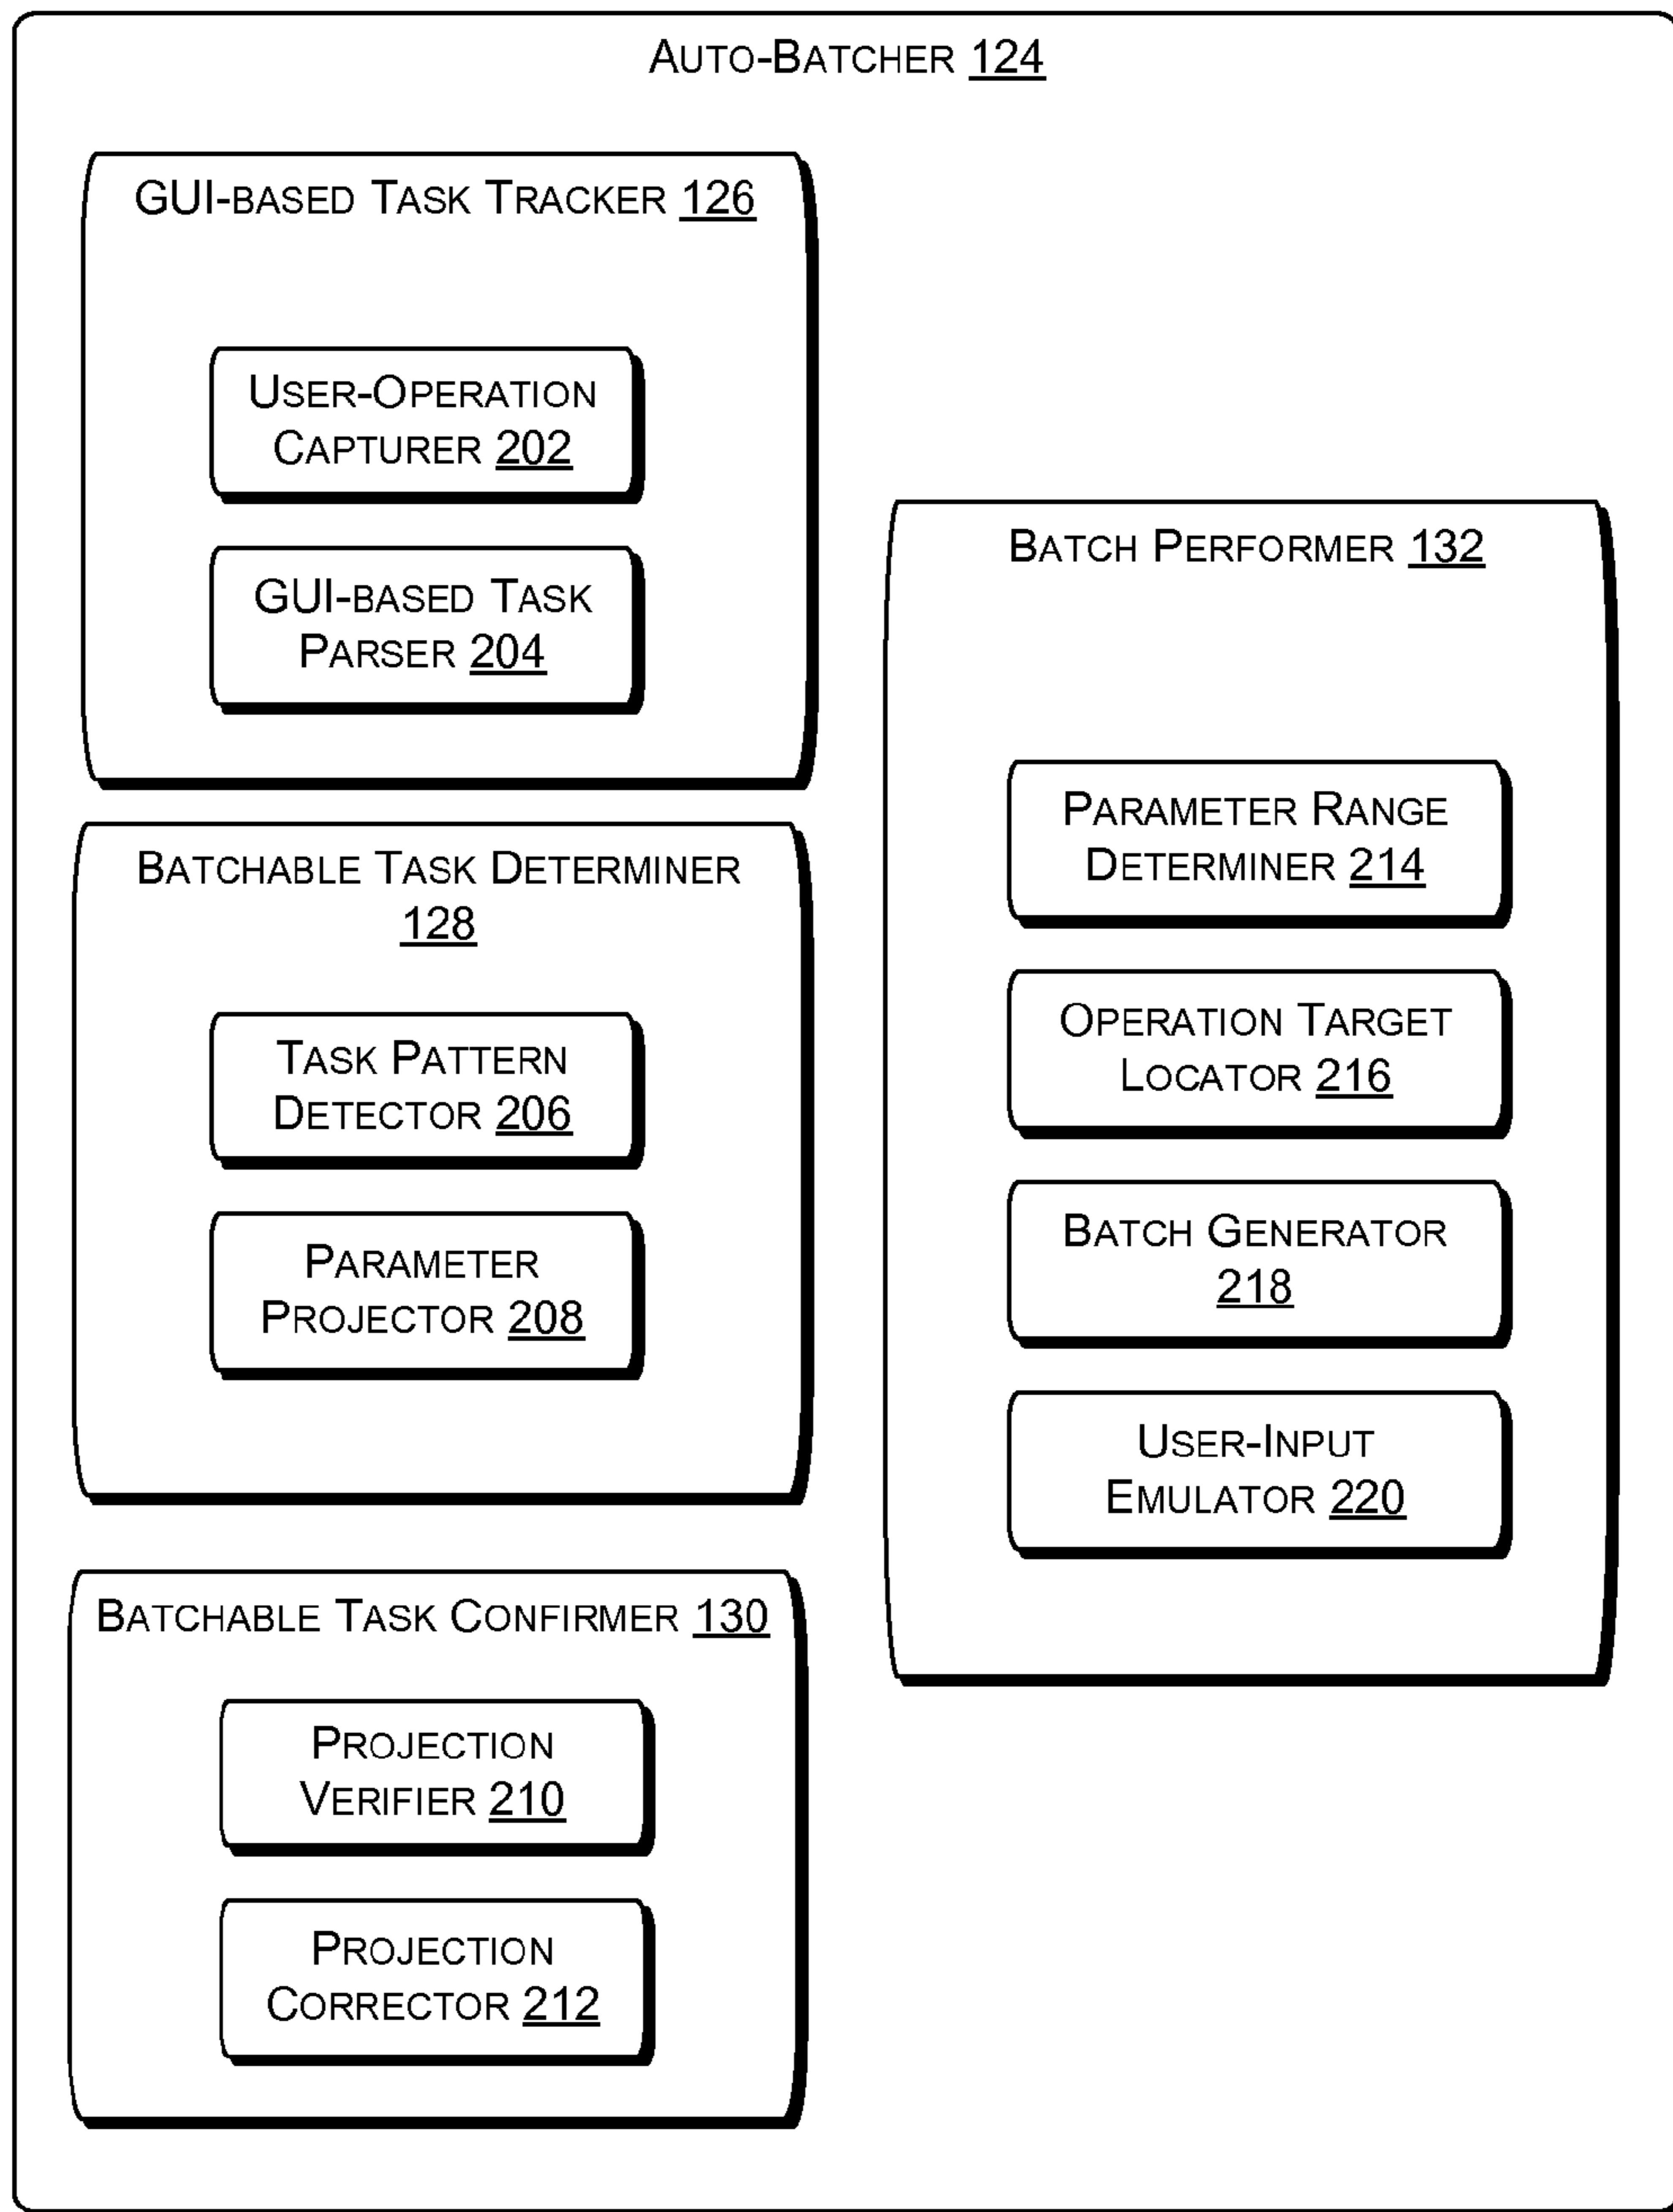 AUTO-BATCHER 124
GUI-BASED TASK TRACKER 126
USER-OPERATION
CAPTURER 202
GUI-BASED TASK
PARSER 204
BATCHABLE TASK DETERMINER
128
TASK PATTERN
DETECTOR 206
PARAMETER
PROJECTOR 208
BATCHABLE TASK CONFIRMER 130
PROJECTION
VERIFIER 210
PROJECTION
CORRECTOR 212
BATCH PERFORMER 132
PARAMETER RANGE
DETERMINER 214
OPERATION TARGET
LOCATOR 216
BATCH GENERATOR
218
USER-INPUT
EMULATOR 220